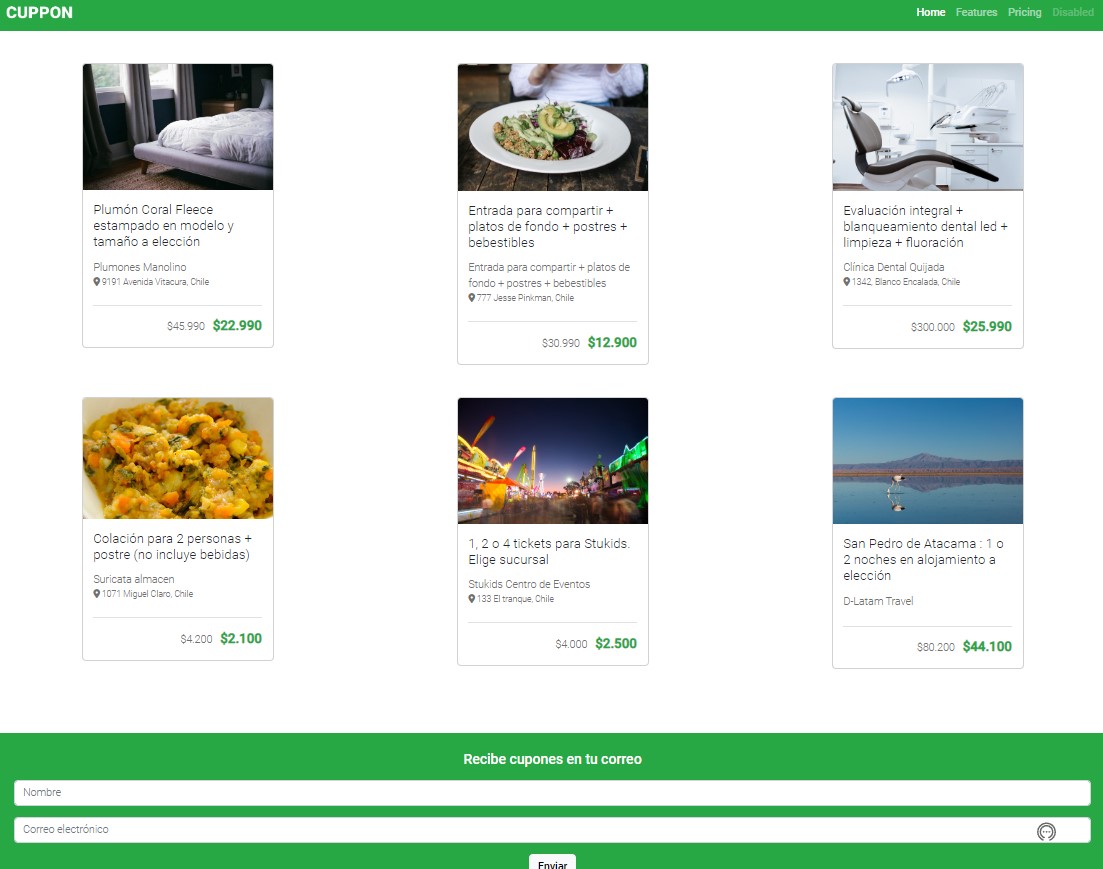 CUPPON
Home Features Pricing Disabled
Plumón Coral Fleece
estampado en modelo y
tamaño a elección
Plumones Manolino
9191 Avenida Vitacura, Chile
$45.990 $22.990
Entrada para compartir +
platos de fondo + postres +
bebestibles
Entrada para compartir + platos de
fondo + postres + bebestibles
777 Jesse Pinkman, Chile
$30.990 $12.900
Evaluación integral +
blanqueamiento dental led +
limpieza + fluoración
Clínica Dental Quijada
1342, Blanco Encalada, Chile
$300.000 $25.990
Colación para 2 personas +
postre (no incluye bebidas)
Suricata almacen
1071 Miguel Claro, Chile
$4.200 $2.100
1, 2 o 4 tickets para Stukids.
Elige sucursal
Stukids Centro de Eventos
133 El tranque, Chile
$4.000 $2.500
San Pedro de Atacama : 1 o
2 noches en alojamiento a
elección
D-Latam Travel
$80.200 $44.100
Recibe cupones en tu correo
Nombre
Correo electrónico
Enviar